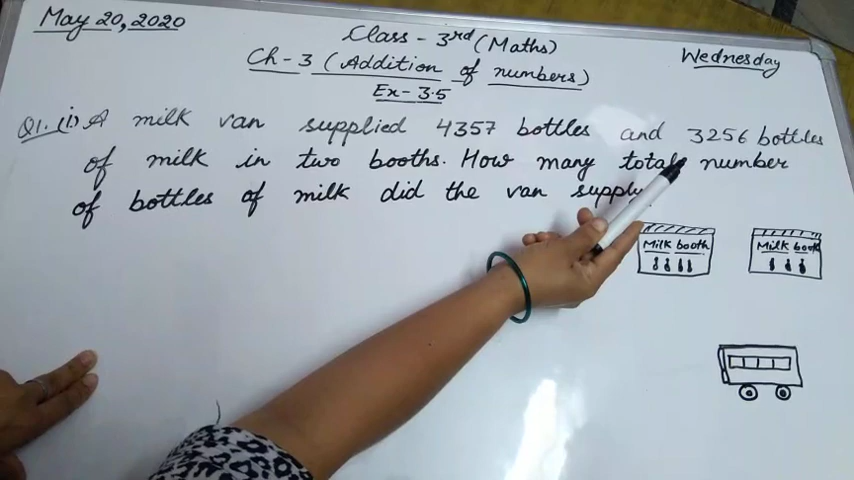 May 20, 2020
Class - 3rd (Maths)
Wednesday
Ch - 3 (Addition of numbers)
Ex - 3.5
Q1. (i) A milk van supplied 4357 bottles and 3256 bottles
of milk in two booths. How many total number
of bottles of milk did the van supply.
Milk booth
Milk booth